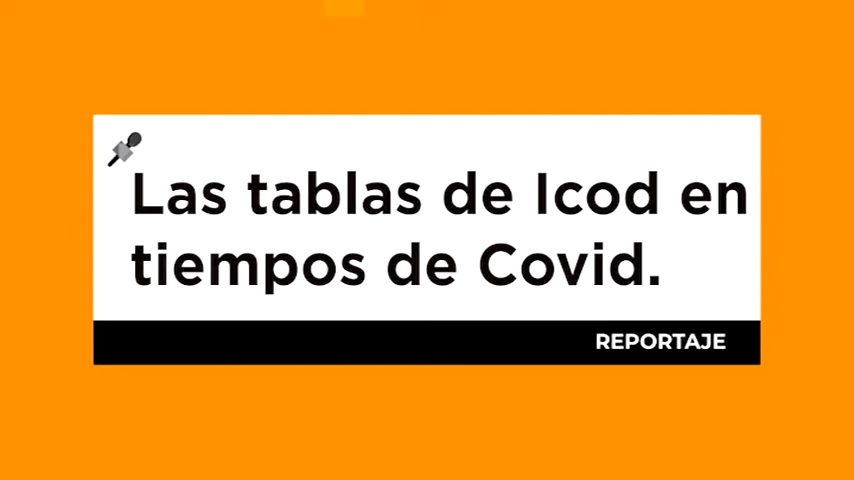 Las tablas de Icod en
tiempos de Covid.
REPORTAJE